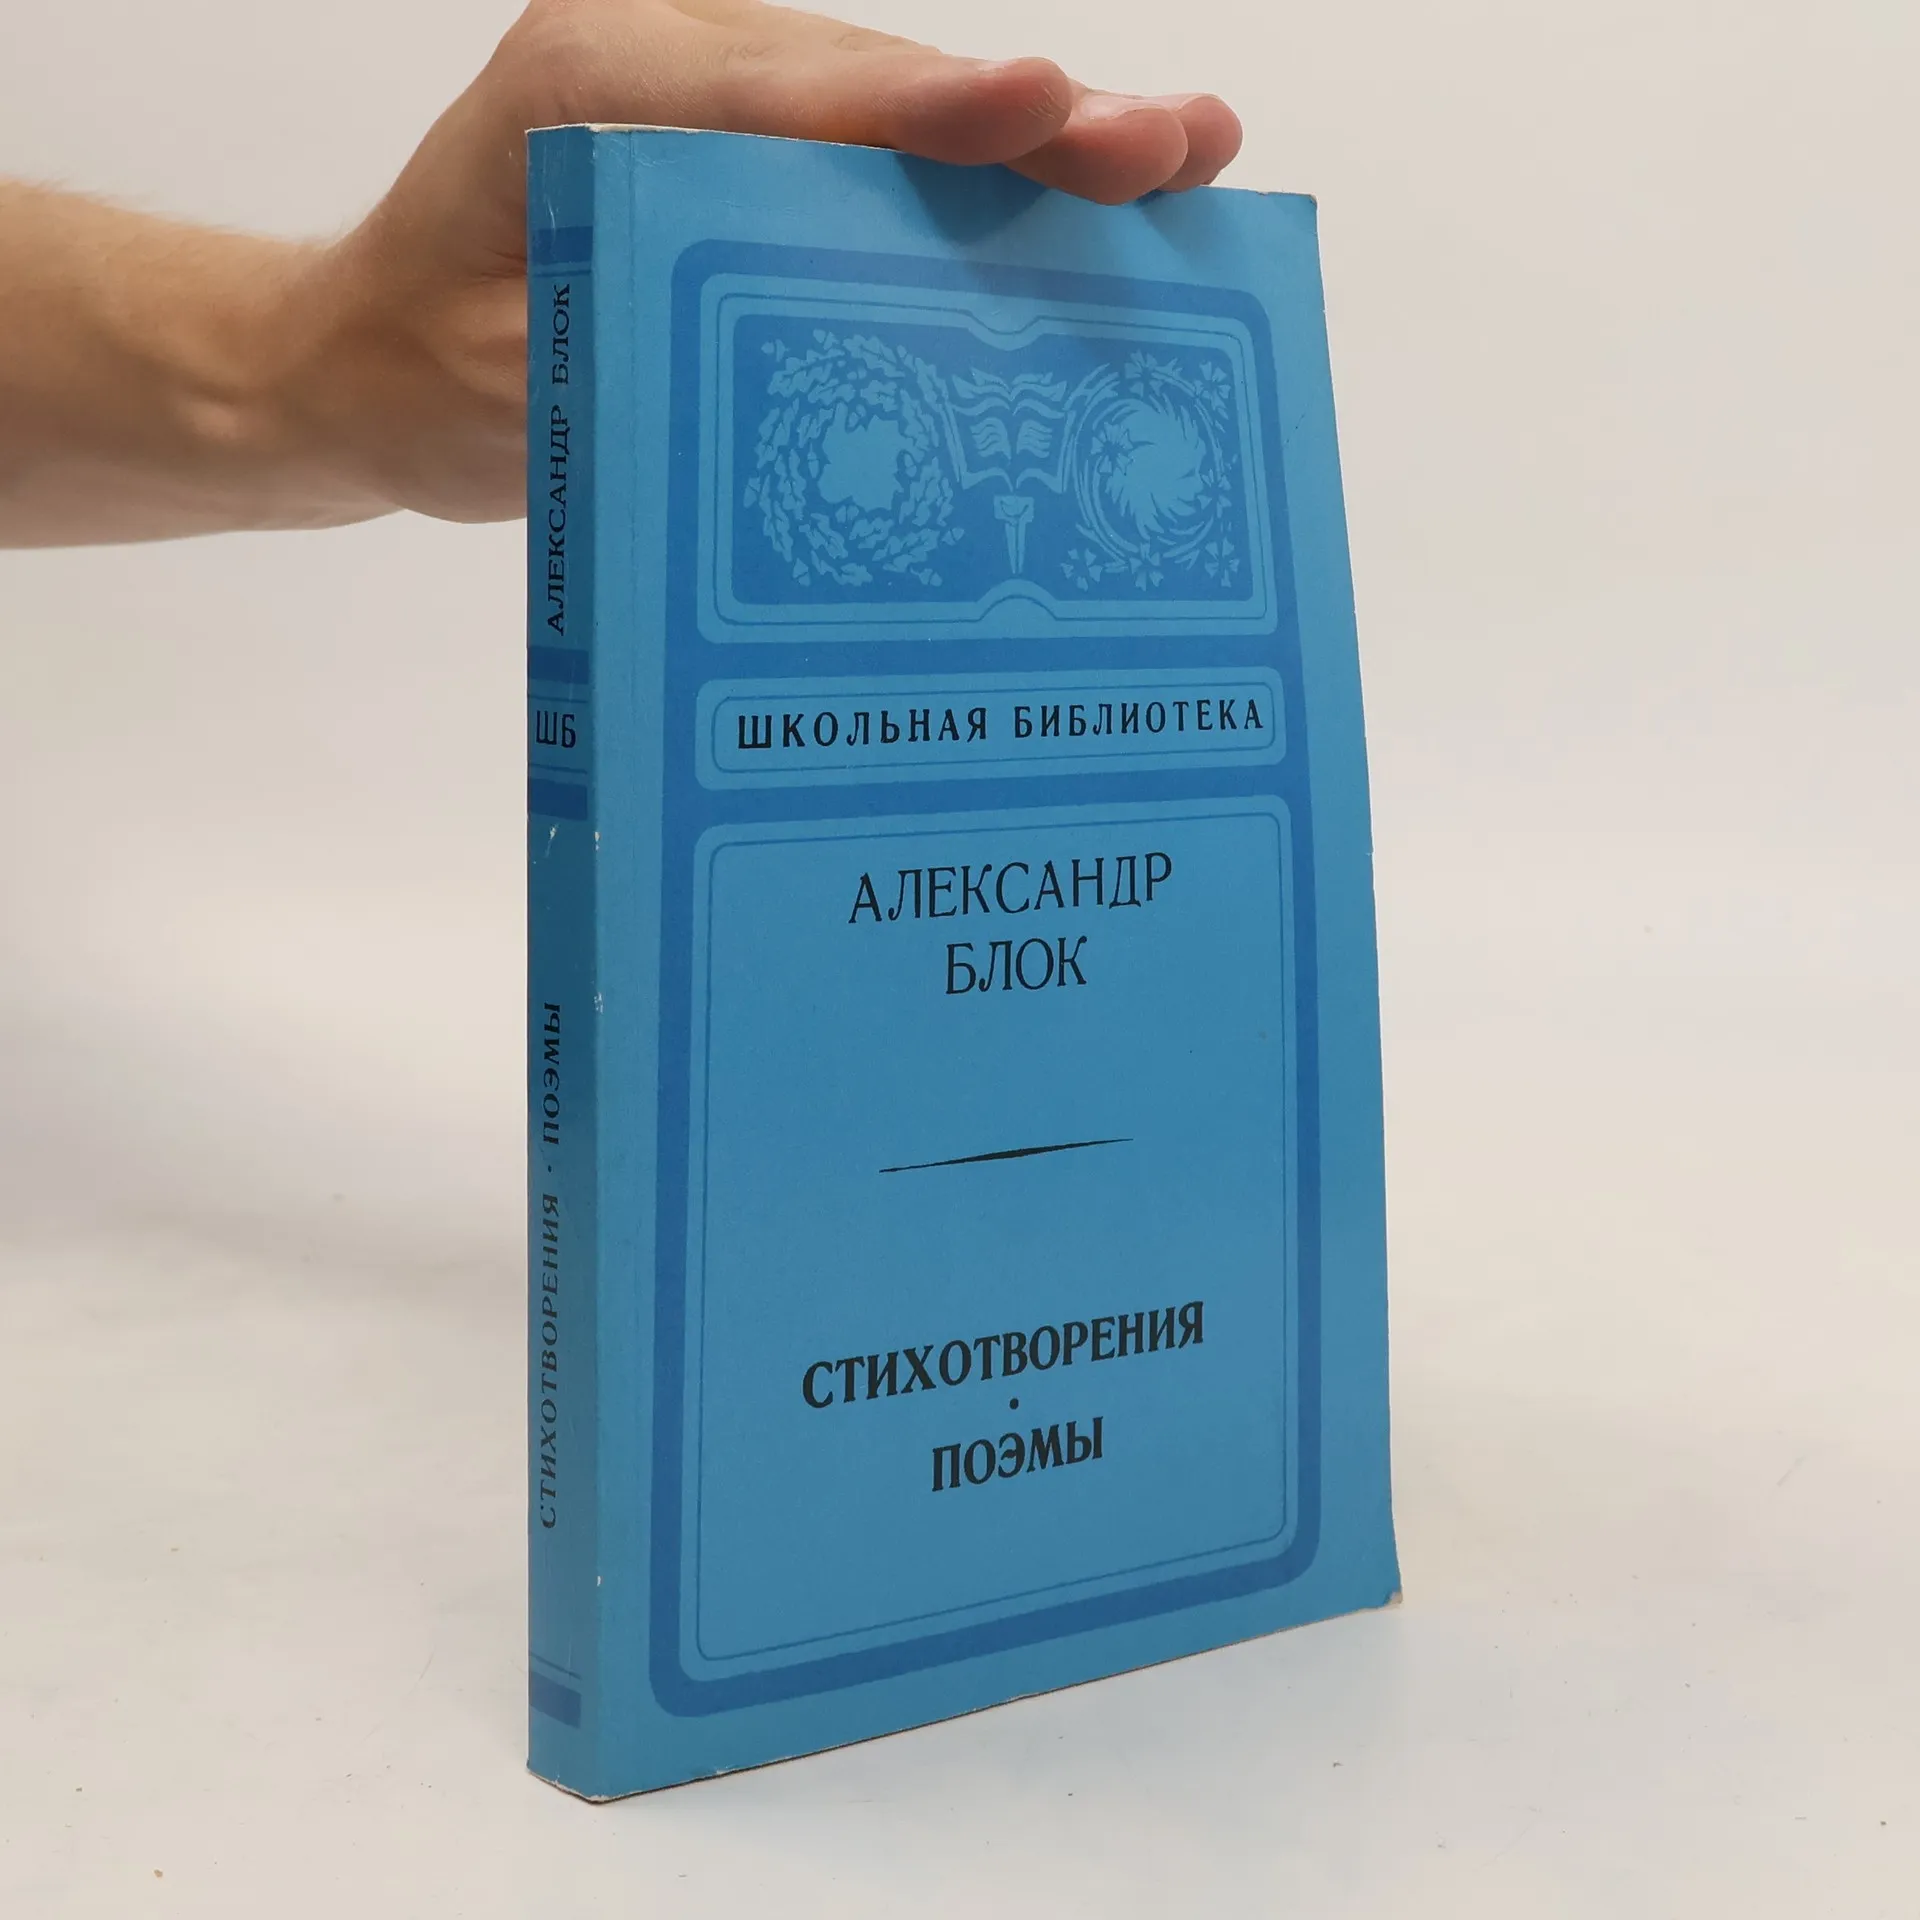 АЛЕКСАНДР БЛОК
ШБ
СТИХОТВОРЕНИЯ · ПОЭМЫ
ШКОЛЬНАЯ БИБЛИОТЕКА
АЛЕКСАНДР
БЛОК
СТИХОТВОРЕНИЯ
·
ПОЭМЫ